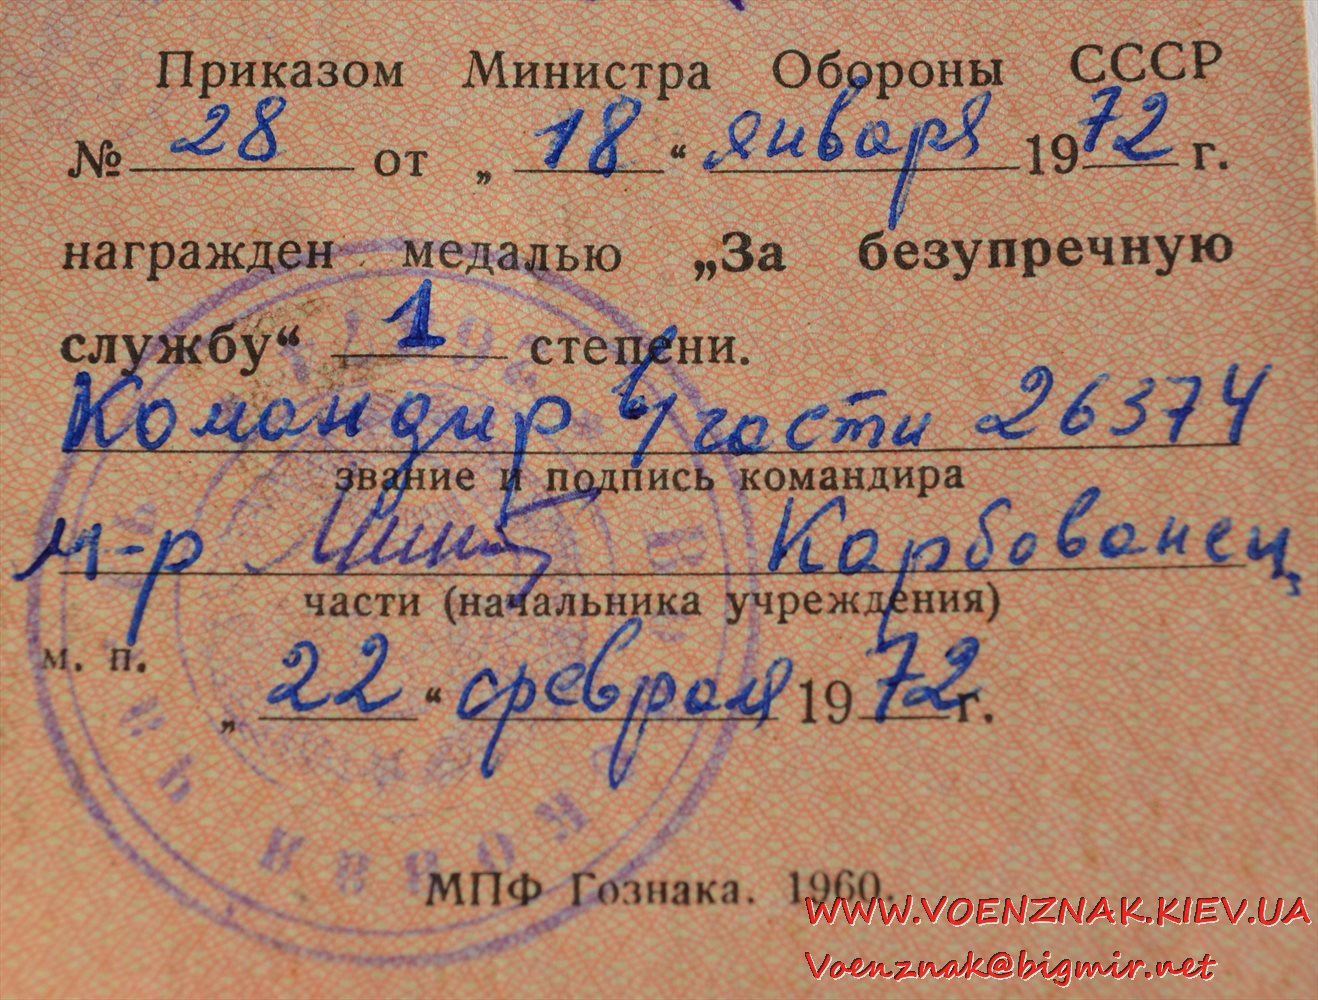 Приказом Министра Обороны СССР
№ 28 от „ 18 “ января 1972 г.
награжден медалью „За безупречную
службу“ 1 степени.
Командир в/части 26374
звание и подпись командира
м-р Карбованец
части (начальника учреждения)
м. п.
„ 22 “ февраля 1972 г.
МПФ Гознака. 1960.
WWW.VOENZNAK.KIEV.UA
Voenznak@bigmir.net